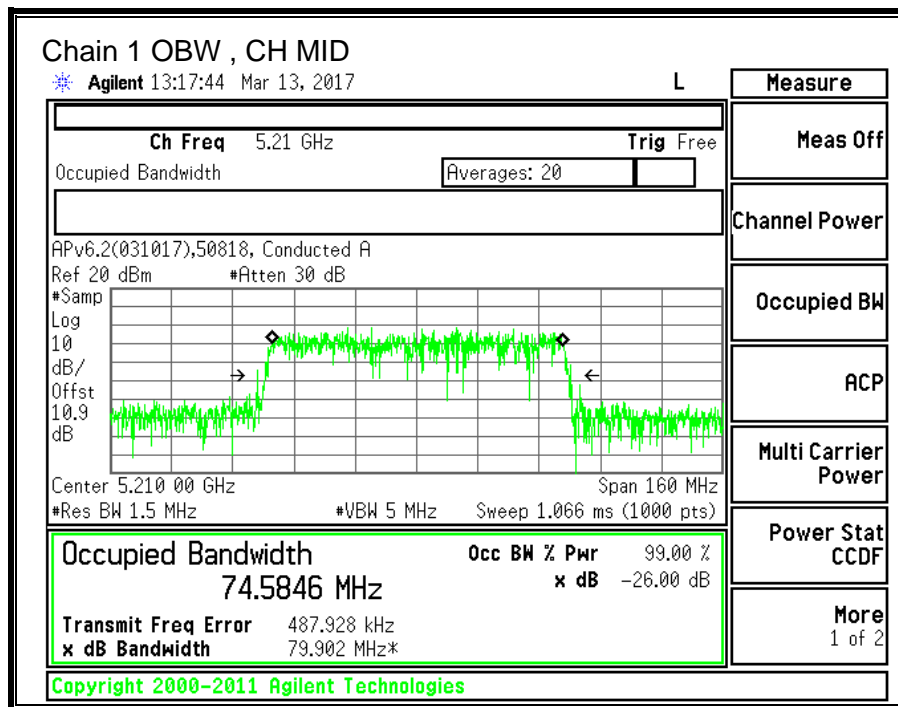 Chain 1 OBW , CH MID
Agilent 13:17:44 Mar 13, 2017 L
Measure
Ch Freq 5.21 GHz Trig Free
Meas Off
Occupied Bandwidth Averages: 20
Channel Power
APv6.2(031017),50818, Conducted A
Ref 20 dBm #Atten 30 dB
#Samp
Log
10
dB/
Offst
10.9
dB
Occupied BW
ACP
Multi Carrier
Power
Center 5.210 00 GHz Span 160 MHz
#Res BW 1.5 MHz #VBW 5 MHz Sweep 1.066 ms (1000 pts)
Power Stat
CCDF
Occupied Bandwidth Occ BW % Pwr 99.00 %
74.5846 MHz x dB -26.00 dB
Transmit Freq Error 487.928 kHz
x dB Bandwidth 79.902 MHz*
More
1 of 2
Copyright 2000-2011 Agilent Technologies